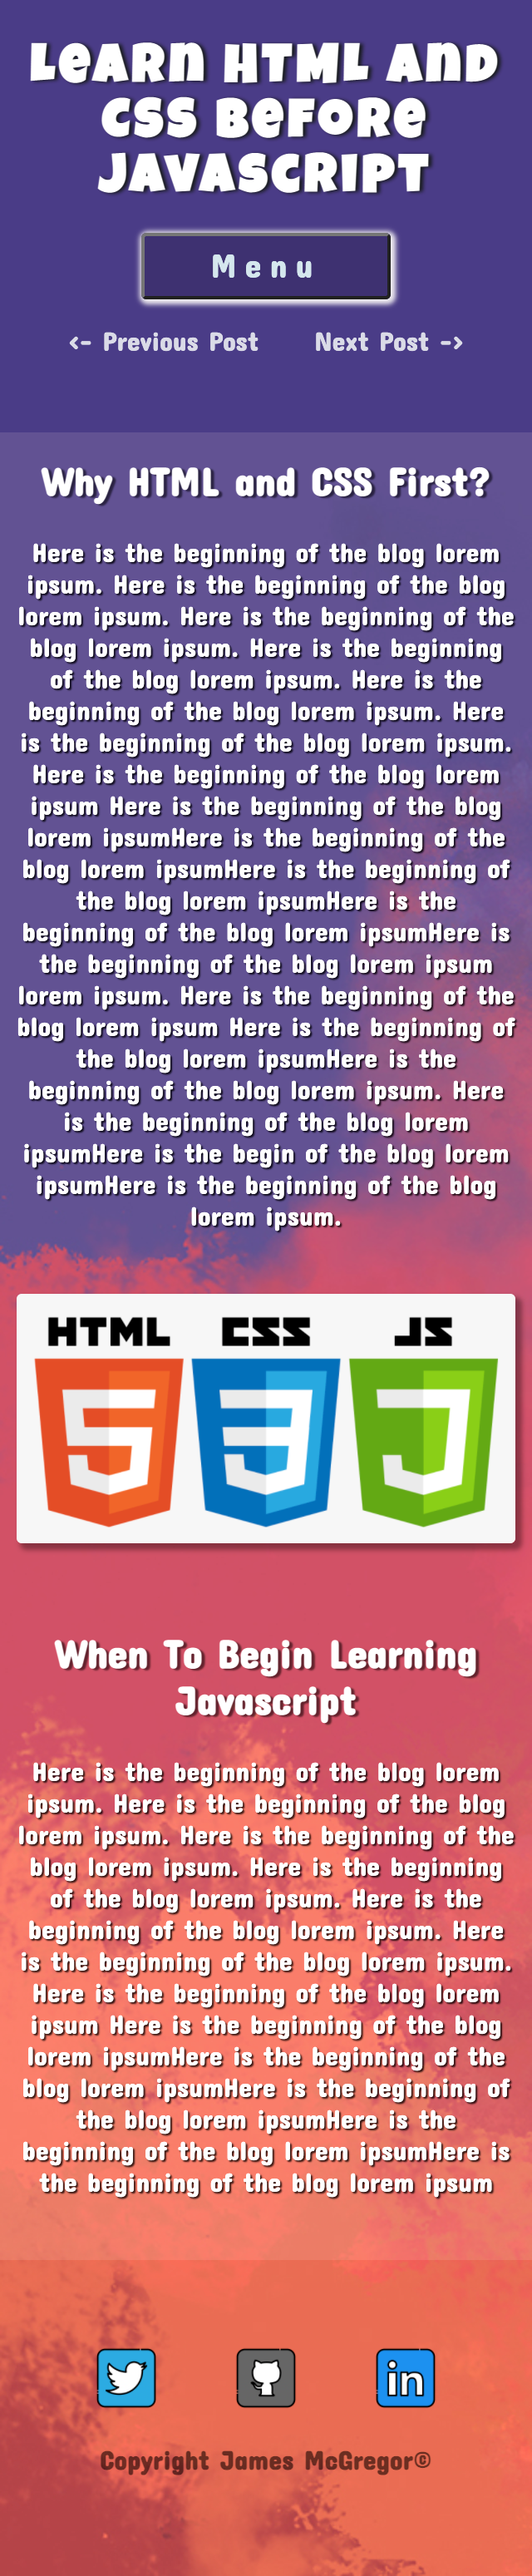 Learn HTML and
CSS Before
JAVASCRIPT
Menu
<- Previous Post Next Post ->
Why HTML and CSS First?
Here is the beginning of the blog lorem
ipsum. Here is the beginning of the blog
lorem ipsum. Here is the beginning of the
blog lorem ipsum. Here is the beginning
of the blog lorem ipsum. Here is the
beginning of the blog lorem ipsum. Here
is the beginning of the blog lorem ipsum.
Here is the beginning of the blog lorem
ipsum Here is the beginning of the blog
lorem ipsumHere is the beginning of the
blog lorem ipsumHere is the beginning of
the blog lorem ipsumHere is the
beginning of the blog lorem ipsumHere is
the beginning of the blog lorem ipsum
lorem ipsum. Here is the beginning of the
blog lorem ipsum Here is the beginning of
the blog lorem ipsumHere is the
beginning of the blog lorem ipsum. Here
is the beginning of the blog lorem
ipsumHere is the begin of the blog lorem
ipsumHere is the beginning of the blog
lorem ipsum.
HTML CSS JS
5 3 J
When To Begin Learning
Javascript
Here is the beginning of the blog lorem
ipsum. Here is the beginning of the blog
lorem ipsum. Here is the beginning of the
blog lorem ipsum. Here is the beginning
of the blog lorem ipsum. Here is the
beginning of the blog lorem ipsum. Here
is the beginning of the blog lorem ipsum.
Here is the beginning of the blog lorem
ipsum Here is the beginning of the blog
lorem ipsumHere is the beginning of the
blog lorem ipsumHere is the beginning of
the blog lorem ipsumHere is the
beginning of the blog lorem ipsumHere is
the beginning of the blog lorem ipsum
in
Copyright James McGregor©